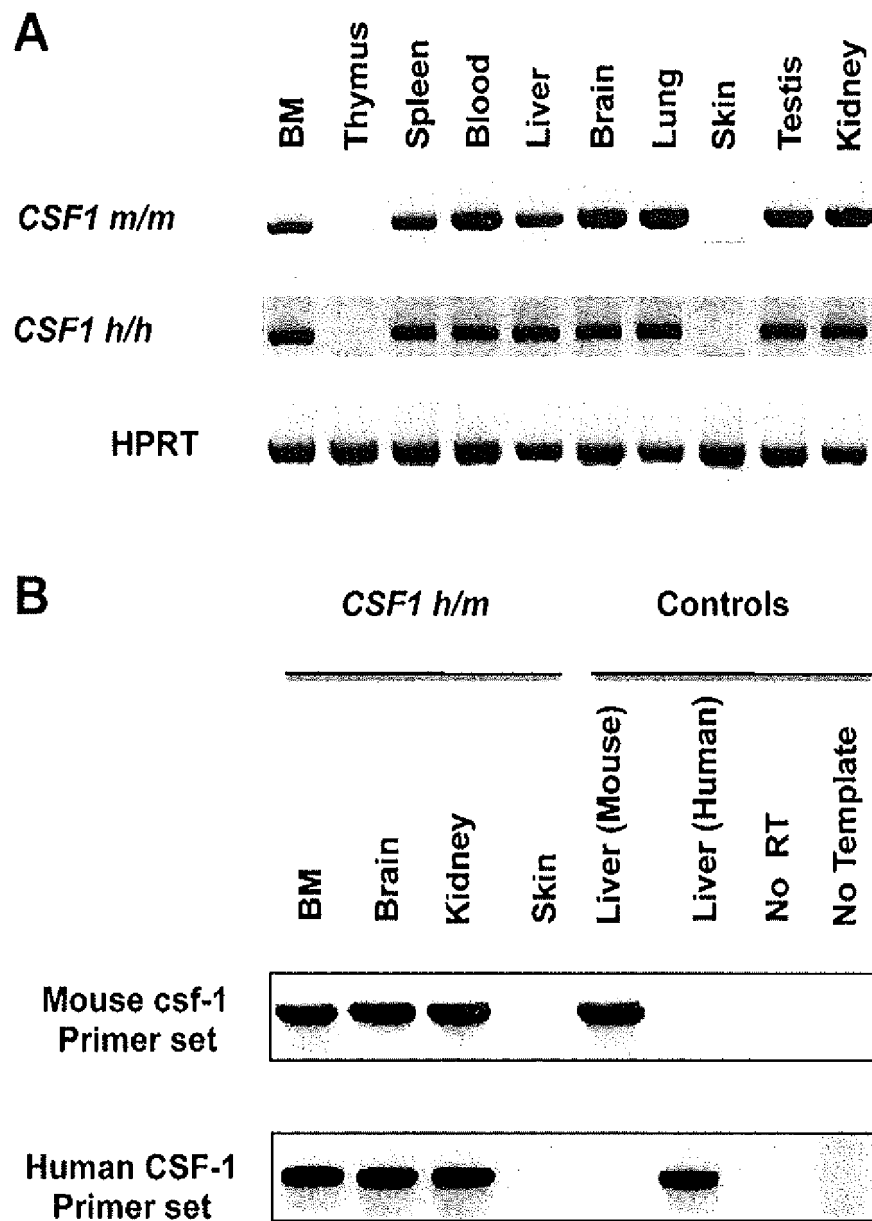 A
BM Thymus Spleen Blood Liver Brain Lung Skin Testis Kidney
CSF1 m/m
CSF1 h/h
HPRT
B
CSF1 h/m Controls
BM Brain Kidney Skin Liver (Mouse) Liver (Human) No RT No Template
Mouse csf-1
Primer set
Human CSF-1
Primer set